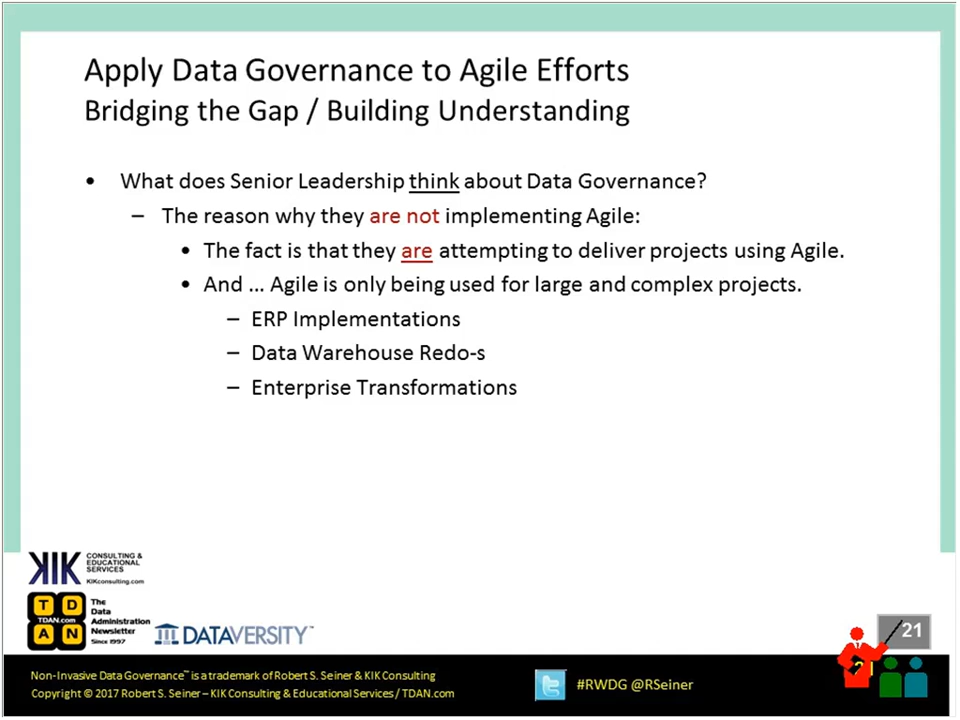 Apply Data Governance to Agile Efforts
Bridging the Gap / Building Understanding
• What does Senior Leadership think about Data Governance?
– The reason why they are not implementing Agile:
• The fact is that they are attempting to deliver projects using Agile.
• And … Agile is only being used for large and complex projects.
– ERP Implementations
– Data Warehouse Redo-s
– Enterprise Transformations
KIK CONSULTING &
EDUCATIONAL
SERVICES
KIKconsulting.com
T D
TDAN.com
A N
The
Data
Administration
Newsletter
Since 1997
DATAVERSITY™
21
Non-Invasive Data Governance™ is a trademark of Robert S. Seiner & KIK Consulting
Copyright © 2017 Robert S. Seiner – KIK Consulting & Educational Services / TDAN.com
#RWDG @RSeiner